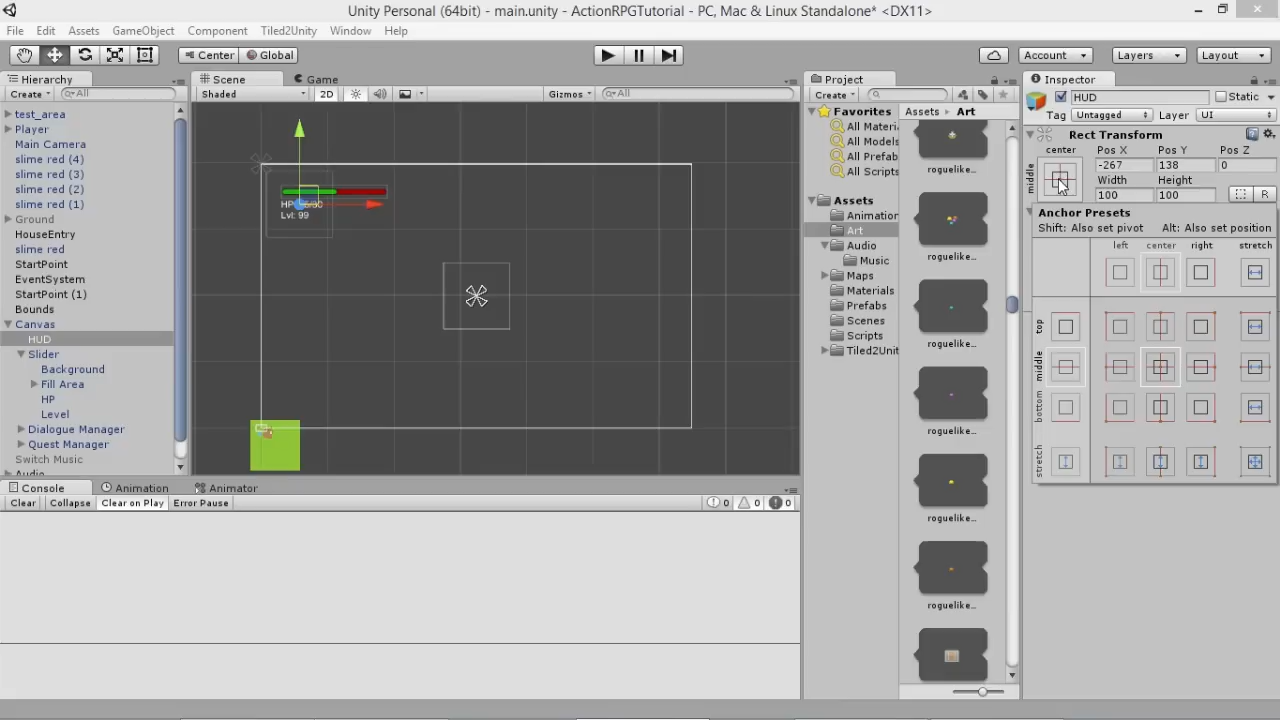 Unity Personal (64bit) - main.unity - ActionRPGTutorial - PC, Mac & Linux Standalone* <DX11>
File Edit Assets GameObject Component Tiled2Unity Window Help
Center Global Account Layers Layout
Hierarchy
Create All
test_area
Player
Main Camera
slime red (4)
slime red (3)
slime red (2)
slime red (1)
Ground
HouseEntry
slime red
StartPoint
EventSystem
StartPoint (1)
Bounds
Canvas
HUD
Slider
Background
Fill Area
HP
Level
Dialogue Manager
Quest Manager
Switch Music
Audio
Scene Game
Shaded 2D Gizmos All
HP
Lvl: 99
Project
Create
Favorites
All Materi
All Models
All Prefab
All Scripts
Assets
Animation
Art
Audio
Music
Maps
Materials
Prefabs
Scenes
Scripts
Tiled2Unit
Assets Art
roguelike...
roguelike...
roguelike...
roguelike...
roguelike...
roguelike...
Inspector
HUD Static
Tag Untagged Layer UI
Rect Transform
center Pos X Pos Y Pos Z
middle -267 138 0
Width Height
100 100 R
Anchor Presets
Shift: Also set pivot Alt: Also set position
left center right stretch
top
middle
bottom
stretch
Console Animation Animator
Clear Collapse Clear on Play Error Pause 0 0 0